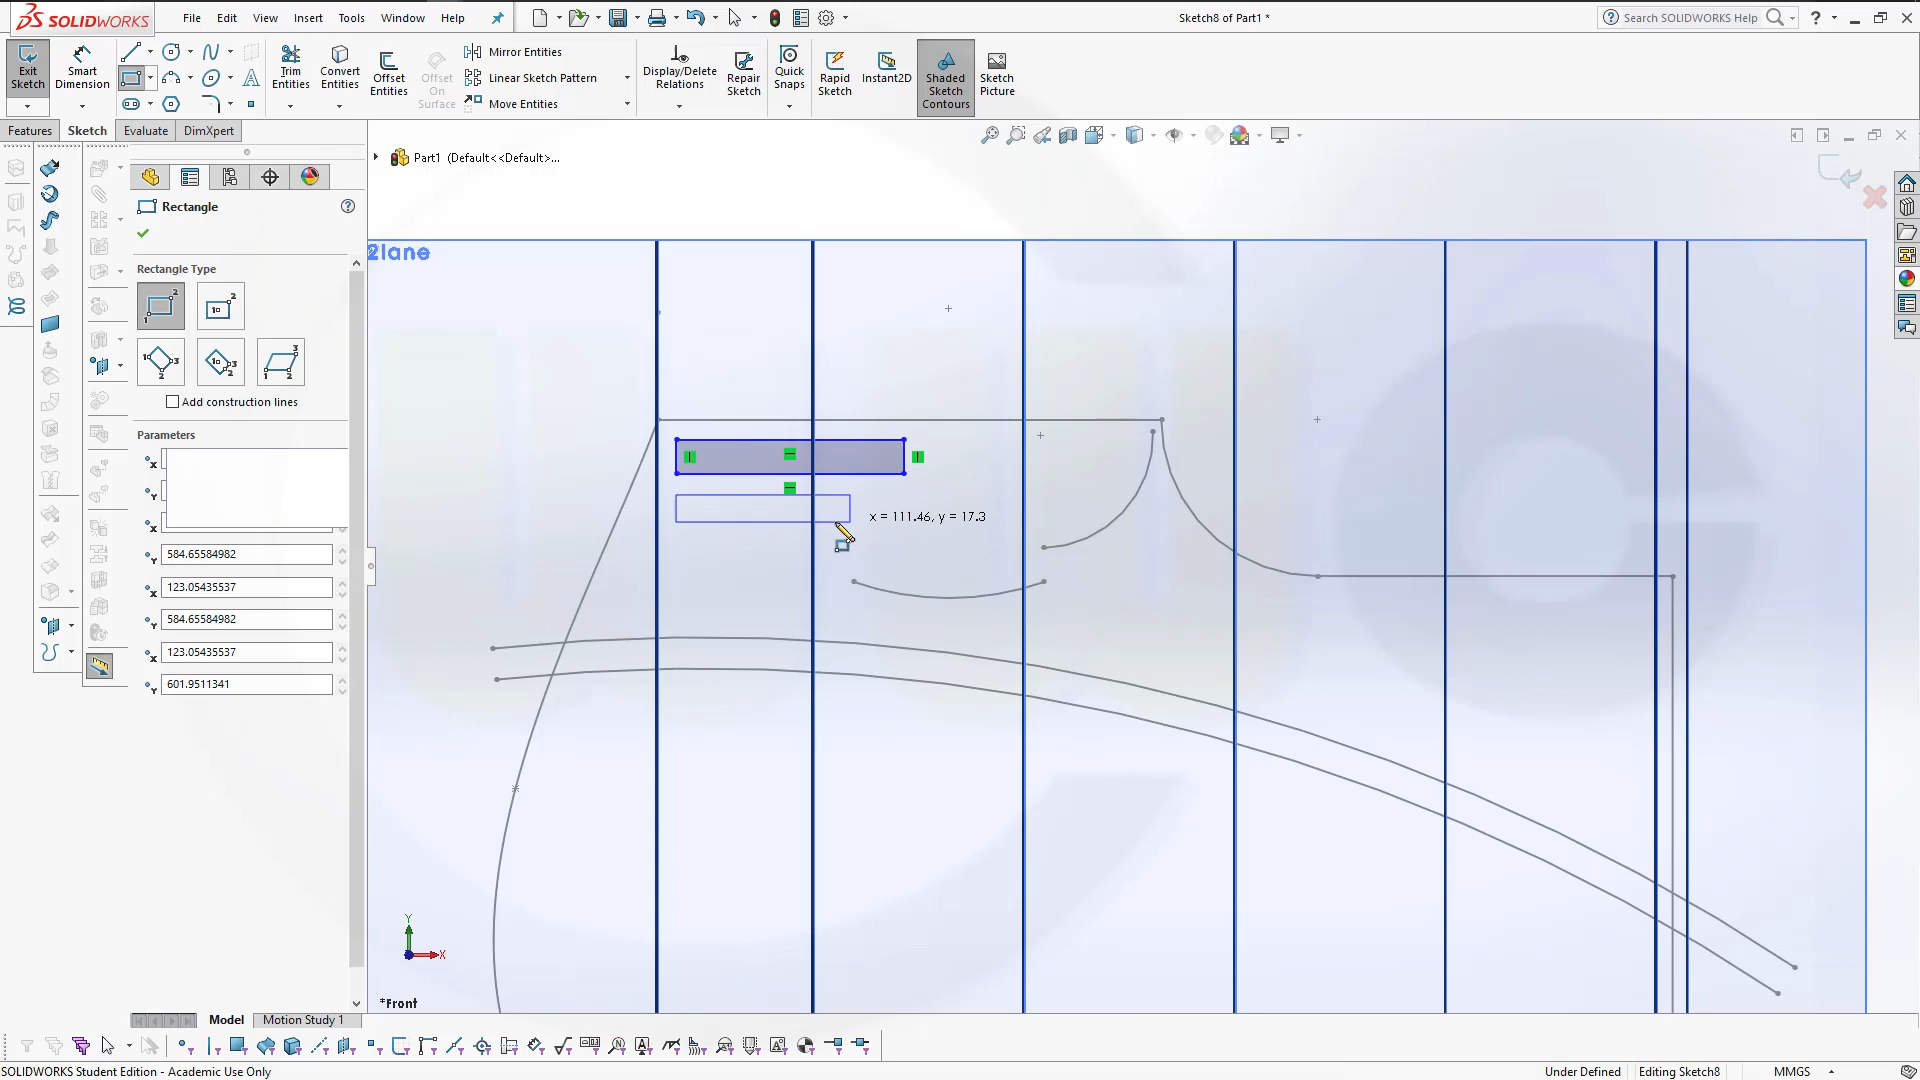 SOLIDWORKS
File Edit View Insert Tools Window Help
Sketch8 of Part1 *
Search SOLIDWORKS Help
Exit Sketch
Smart Dimension
Trim Entities
Convert Entities
Offset Entities
Offset On Surface
Mirror Entities
Linear Sketch Pattern
Move Entities
Display/Delete Relations
Repair Sketch
Quick Snaps
Rapid Sketch
Instant2D
Shaded Sketch Contours
Sketch Picture
Features Sketch Evaluate DimXpert
Part1 (Default<<Default>...
Rectangle
Rectangle Type
Add construction lines
Parameters
584.65584982
123.05435537
584.65584982
123.05435537
601.9511341
x = 111.46, y = 17.3
Y
X
*Front
Model Motion Study 1
SOLIDWORKS Student Edition - Academic Use Only
Under Defined Editing Sketch8 MMGS